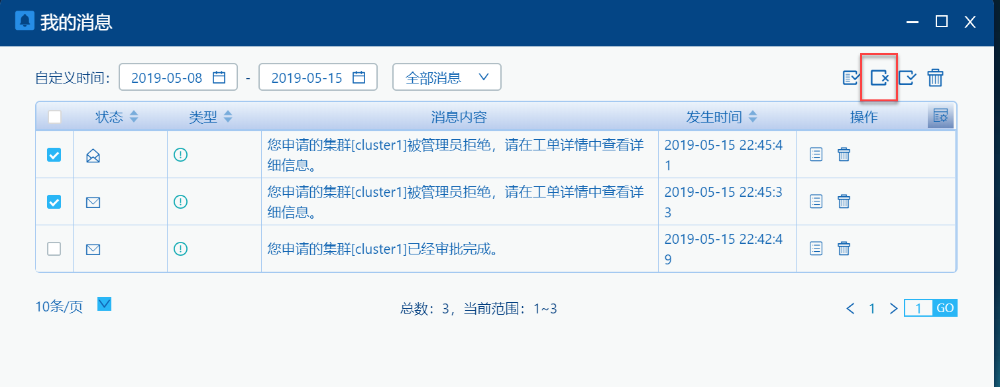 我的消息
自定义时间： 2019-05-08 - 2019-05-15 全部消息
状态 类型 消息内容 发生时间 操作
您申请的集群[cluster1]被管理员拒绝，请在工单详情中查看详 2019-05-15 22:45:4
细信息。 1
您申请的集群[cluster1]被管理员拒绝，请在工单详情中查看详 2019-05-15 22:45:3
细信息。 3
您申请的集群[cluster1]已经审批完成。 2019-05-15 22:42:4
9
10条/页 总数：3，当前范围：1~3 < 1 > 1 GO